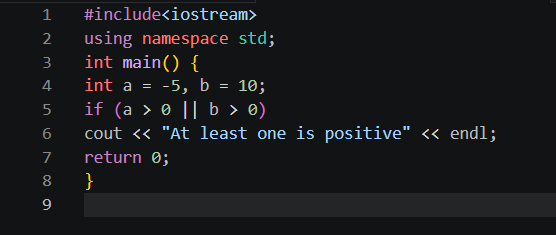 1 #include<iostream>
2 using namespace std;
3 int main() {
4 int a = -5, b = 10;
5 if (a > 0 || b > 0)
6 cout << "At least one is positive" << endl;
7 return 0;
8 }
9